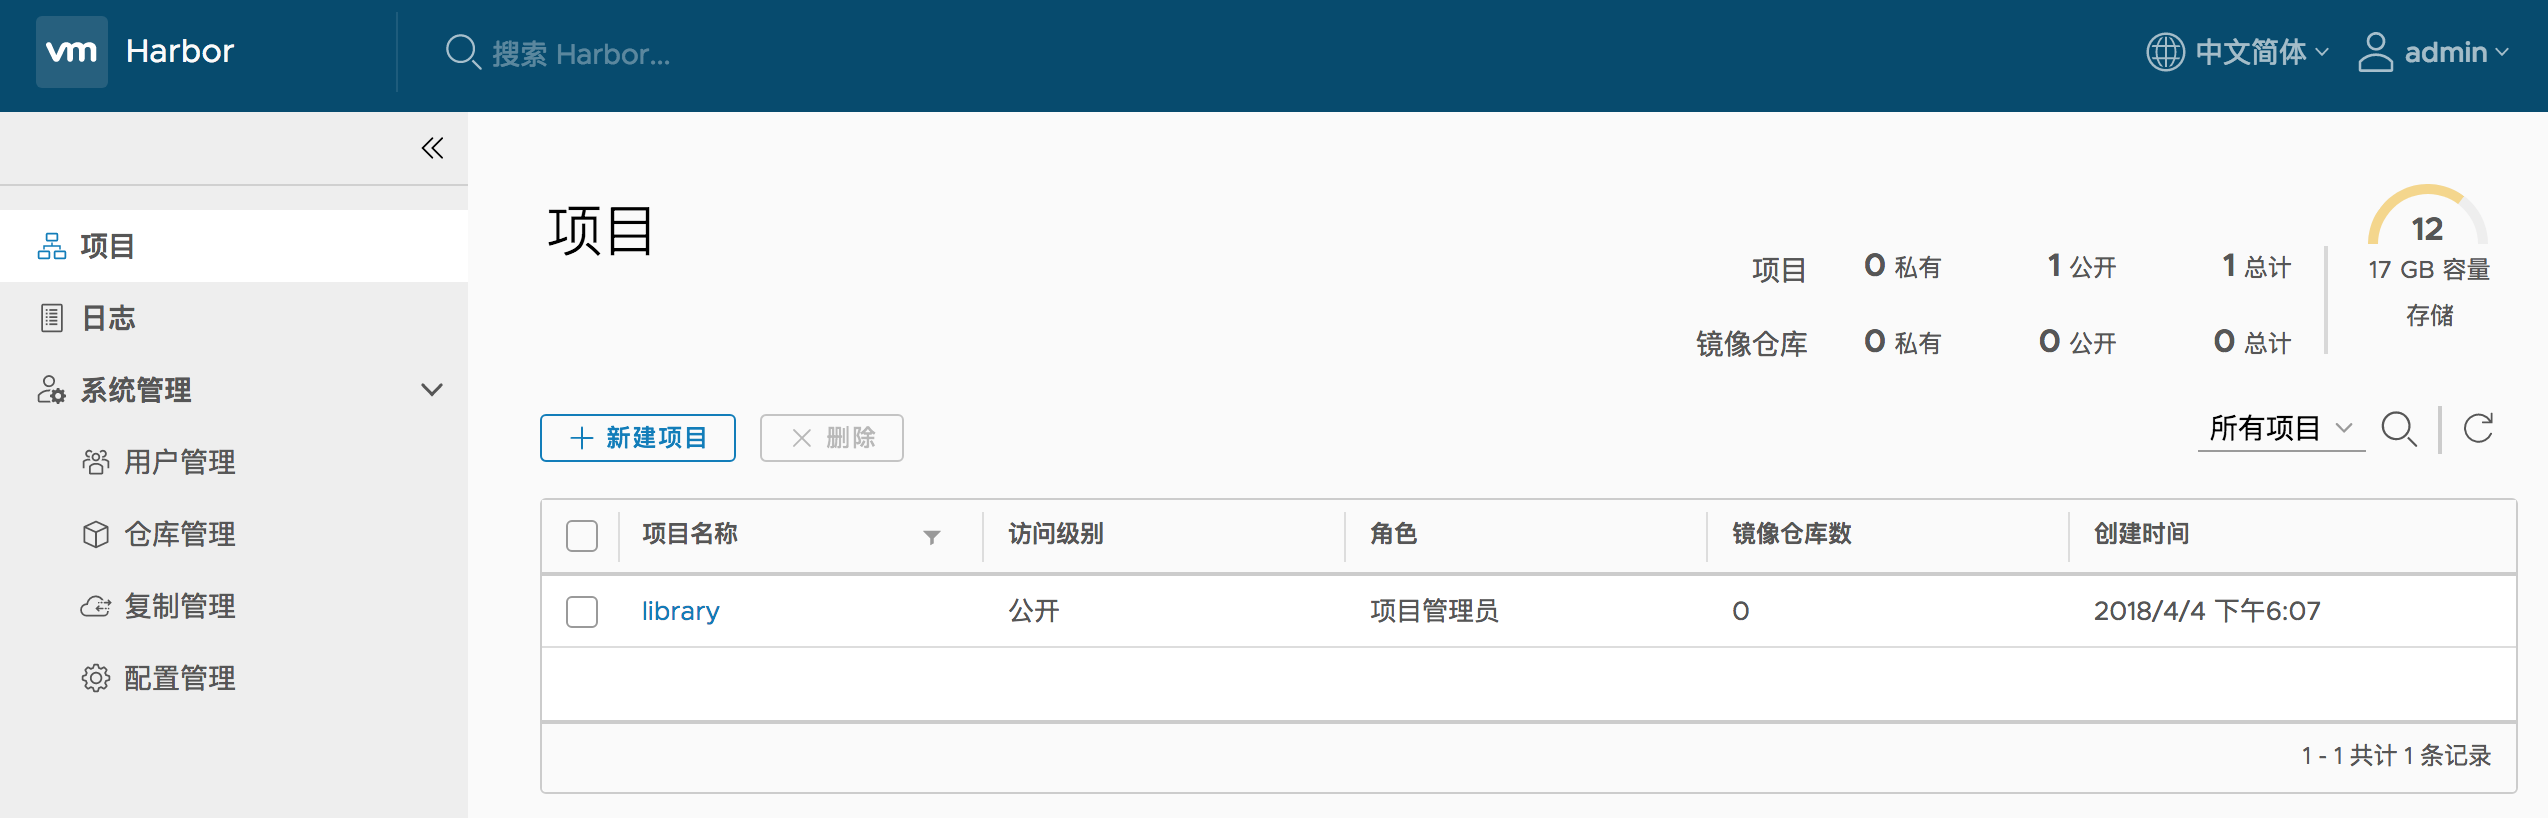 vm Harbor 搜索 Harbor... 中文简体 admin
项目
日志
系统管理
用户管理
仓库管理
复制管理
配置管理
项目
项目 0 私有 1 公开 1 总计
镜像仓库 0 私有 0 公开 0 总计
12
17 GB 容量
存储
新建项目 删除 所有项目
项目名称 访问级别 角色 镜像仓库数 创建时间
library 公开 项目管理员 0 2018/4/4 下午6:07
1 - 1 共计 1 条记录